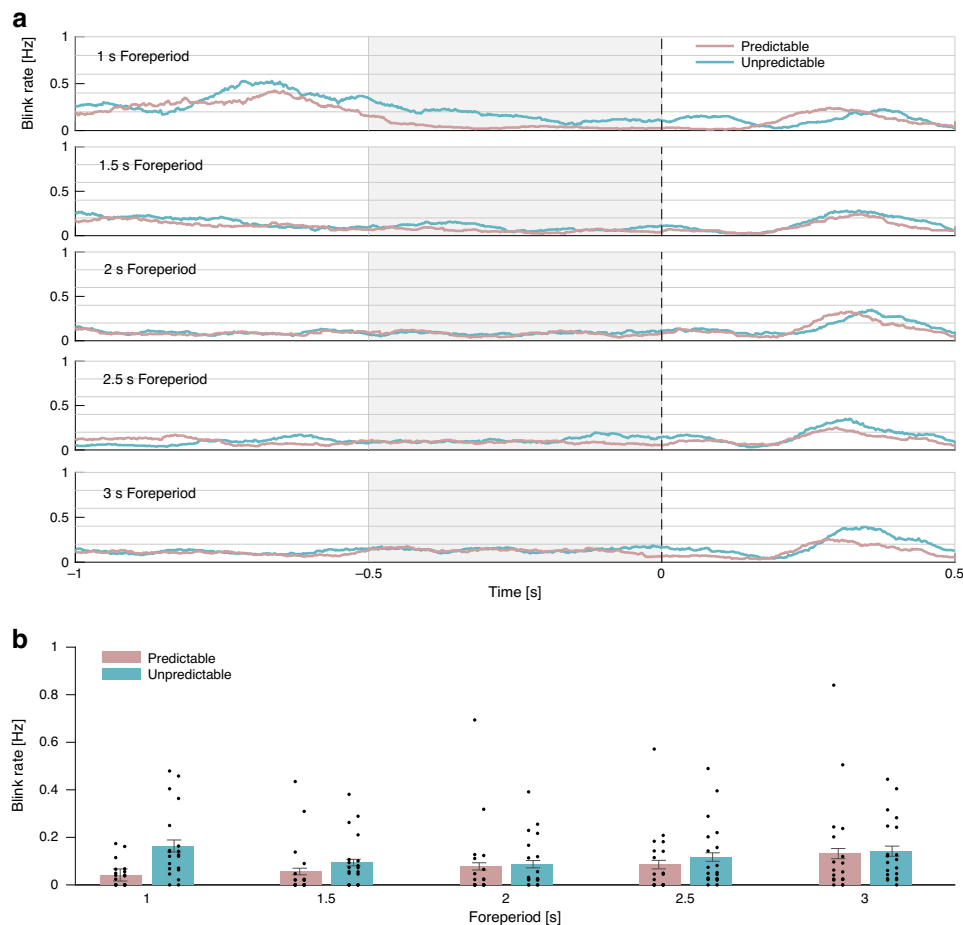 a
Blink rate [Hz]
1
0.5
0
1 s Foreperiod
Predictable
Unpredictable
1
0.5
0
1.5 s Foreperiod
1
0.5
0
2 s Foreperiod
1
0.5
0
2.5 s Foreperiod
1
0.5
0
3 s Foreperiod
−1
−0.5
0
0.5
Time [s]
b
Blink rate [Hz]
1
0.8
0.6
0.4
0.2
0
Predictable
Unpredictable
1
1.5
2
2.5
3
Foreperiod [s]